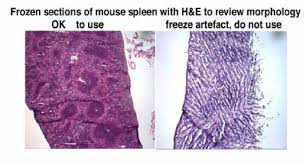 Frozen sections of mouse spleen with H&E to review morphology
OK to use
freeze artefact, do not use